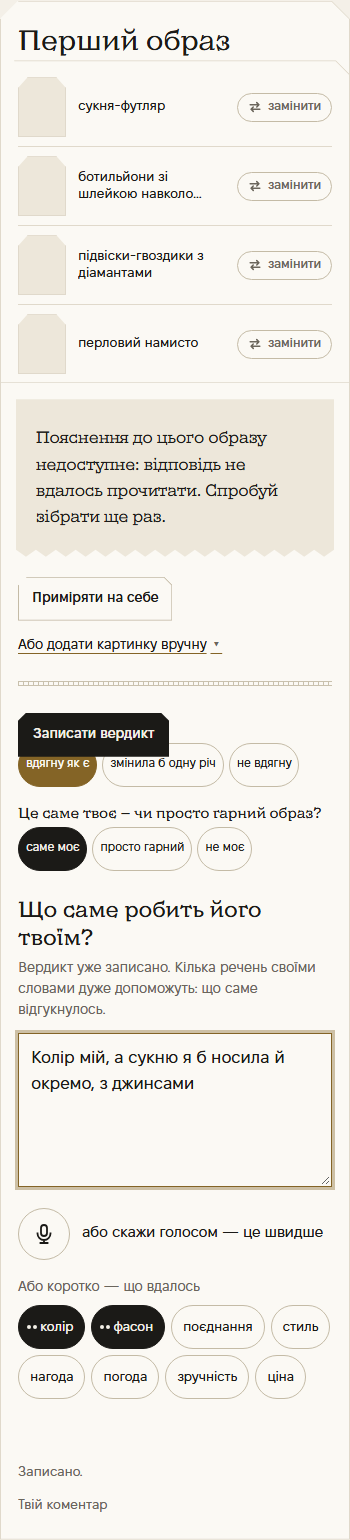 Перший образ
сукня-футляр
замінити
ботильйони зі
шлейкою навколо...
замінити
підвіски-гвоздики з
діамантами
замінити
перловий намисто
замінити
Пояснення до цього образу
недоступне: відповідь не
вдалось прочитати. Спробуй
зібрати ще раз.
Приміряти на себе
Або додати картинку вручну
Записати вердикт
вдягну як є
змінила б одну річ
не вдягну
Це саме твоє – чи просто гарний образ?
саме моє
просто гарний
не моє
Що саме робить його
твоїм?
Вердикт уже записано. Кілька речень своїми
словами дуже допоможуть: що саме
відгукнулось.
Колір мій, а сукню я б носила й
окремо, з джинсами
або скажи голосом — це швидше
Або коротко — що вдалось
колір
фасон
поєднання
стиль
нагода
погода
зручність
ціна
Записано.
Твій коментар